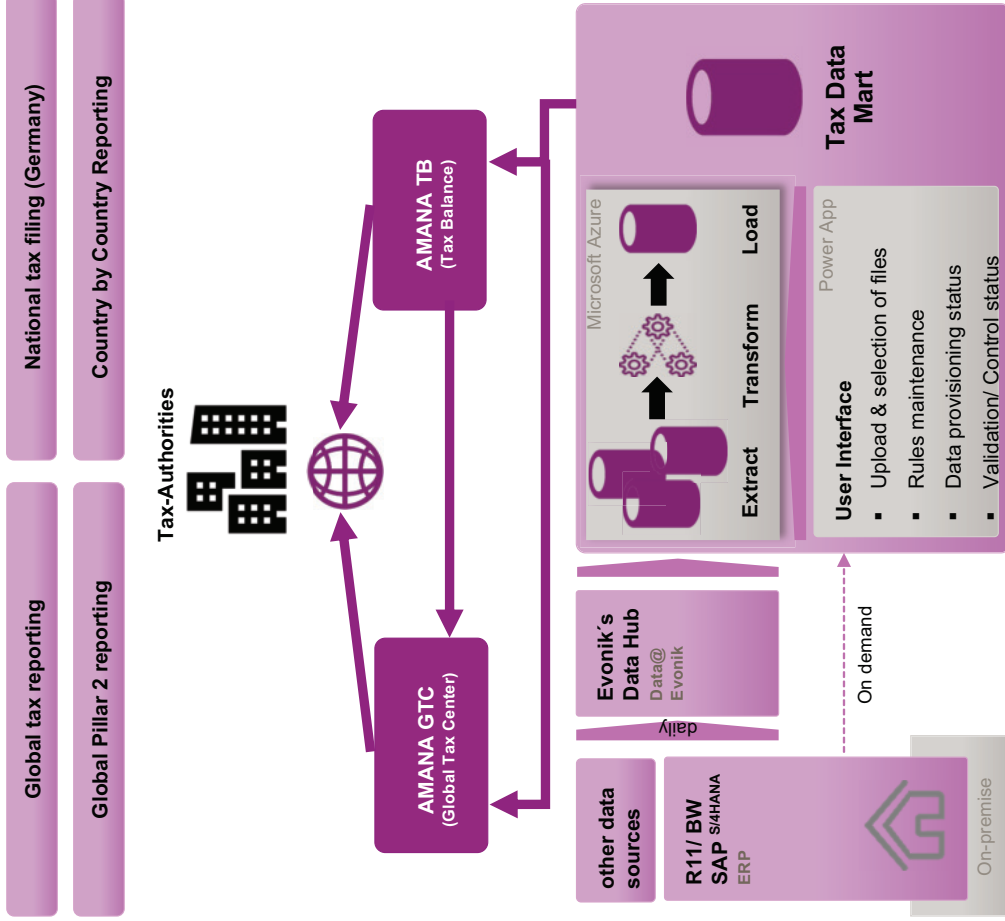 Global tax reporting
National tax filing (Germany)
Global Pillar 2 reporting
Country by Country Reporting
Tax-Authorities
AMANA GTC
(Global Tax Center)
AMANA TB
(Tax Balance)
other data
sources
R11/ BW
SAP S/4HANA
ERP
On-premise
daily
Evonik´s
Data Hub
Data@
Evonik
On demand
Microsoft Azure
Extract
Transform
Load
Power App
User Interface
▪ Upload & selection of files
▪ Rules maintenance
▪ Data provisioning status
▪ Validation/ Control status
Tax Data
Mart